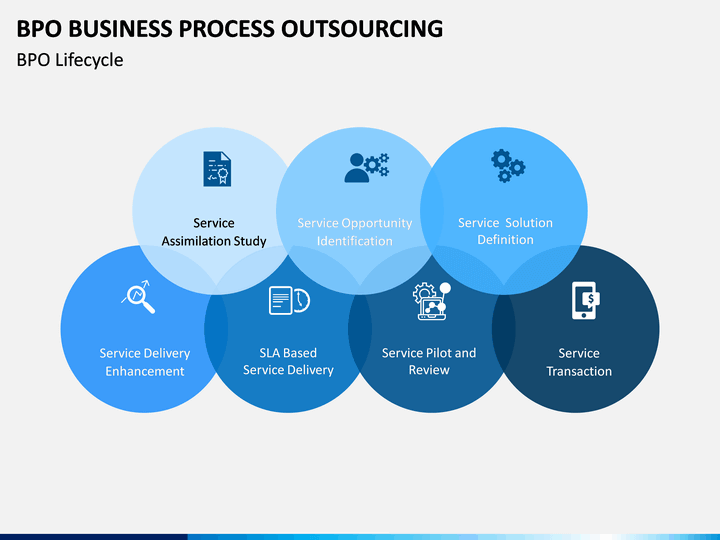 BPO BUSINESS PROCESS OUTSOURCING
BPO Lifecycle
Service
Assimilation Study
Service Opportunity
Identification
Service Solution
Definition
Service Delivery
Enhancement
SLA Based
Service Delivery
Service Pilot and
Review
$
Service
Transaction